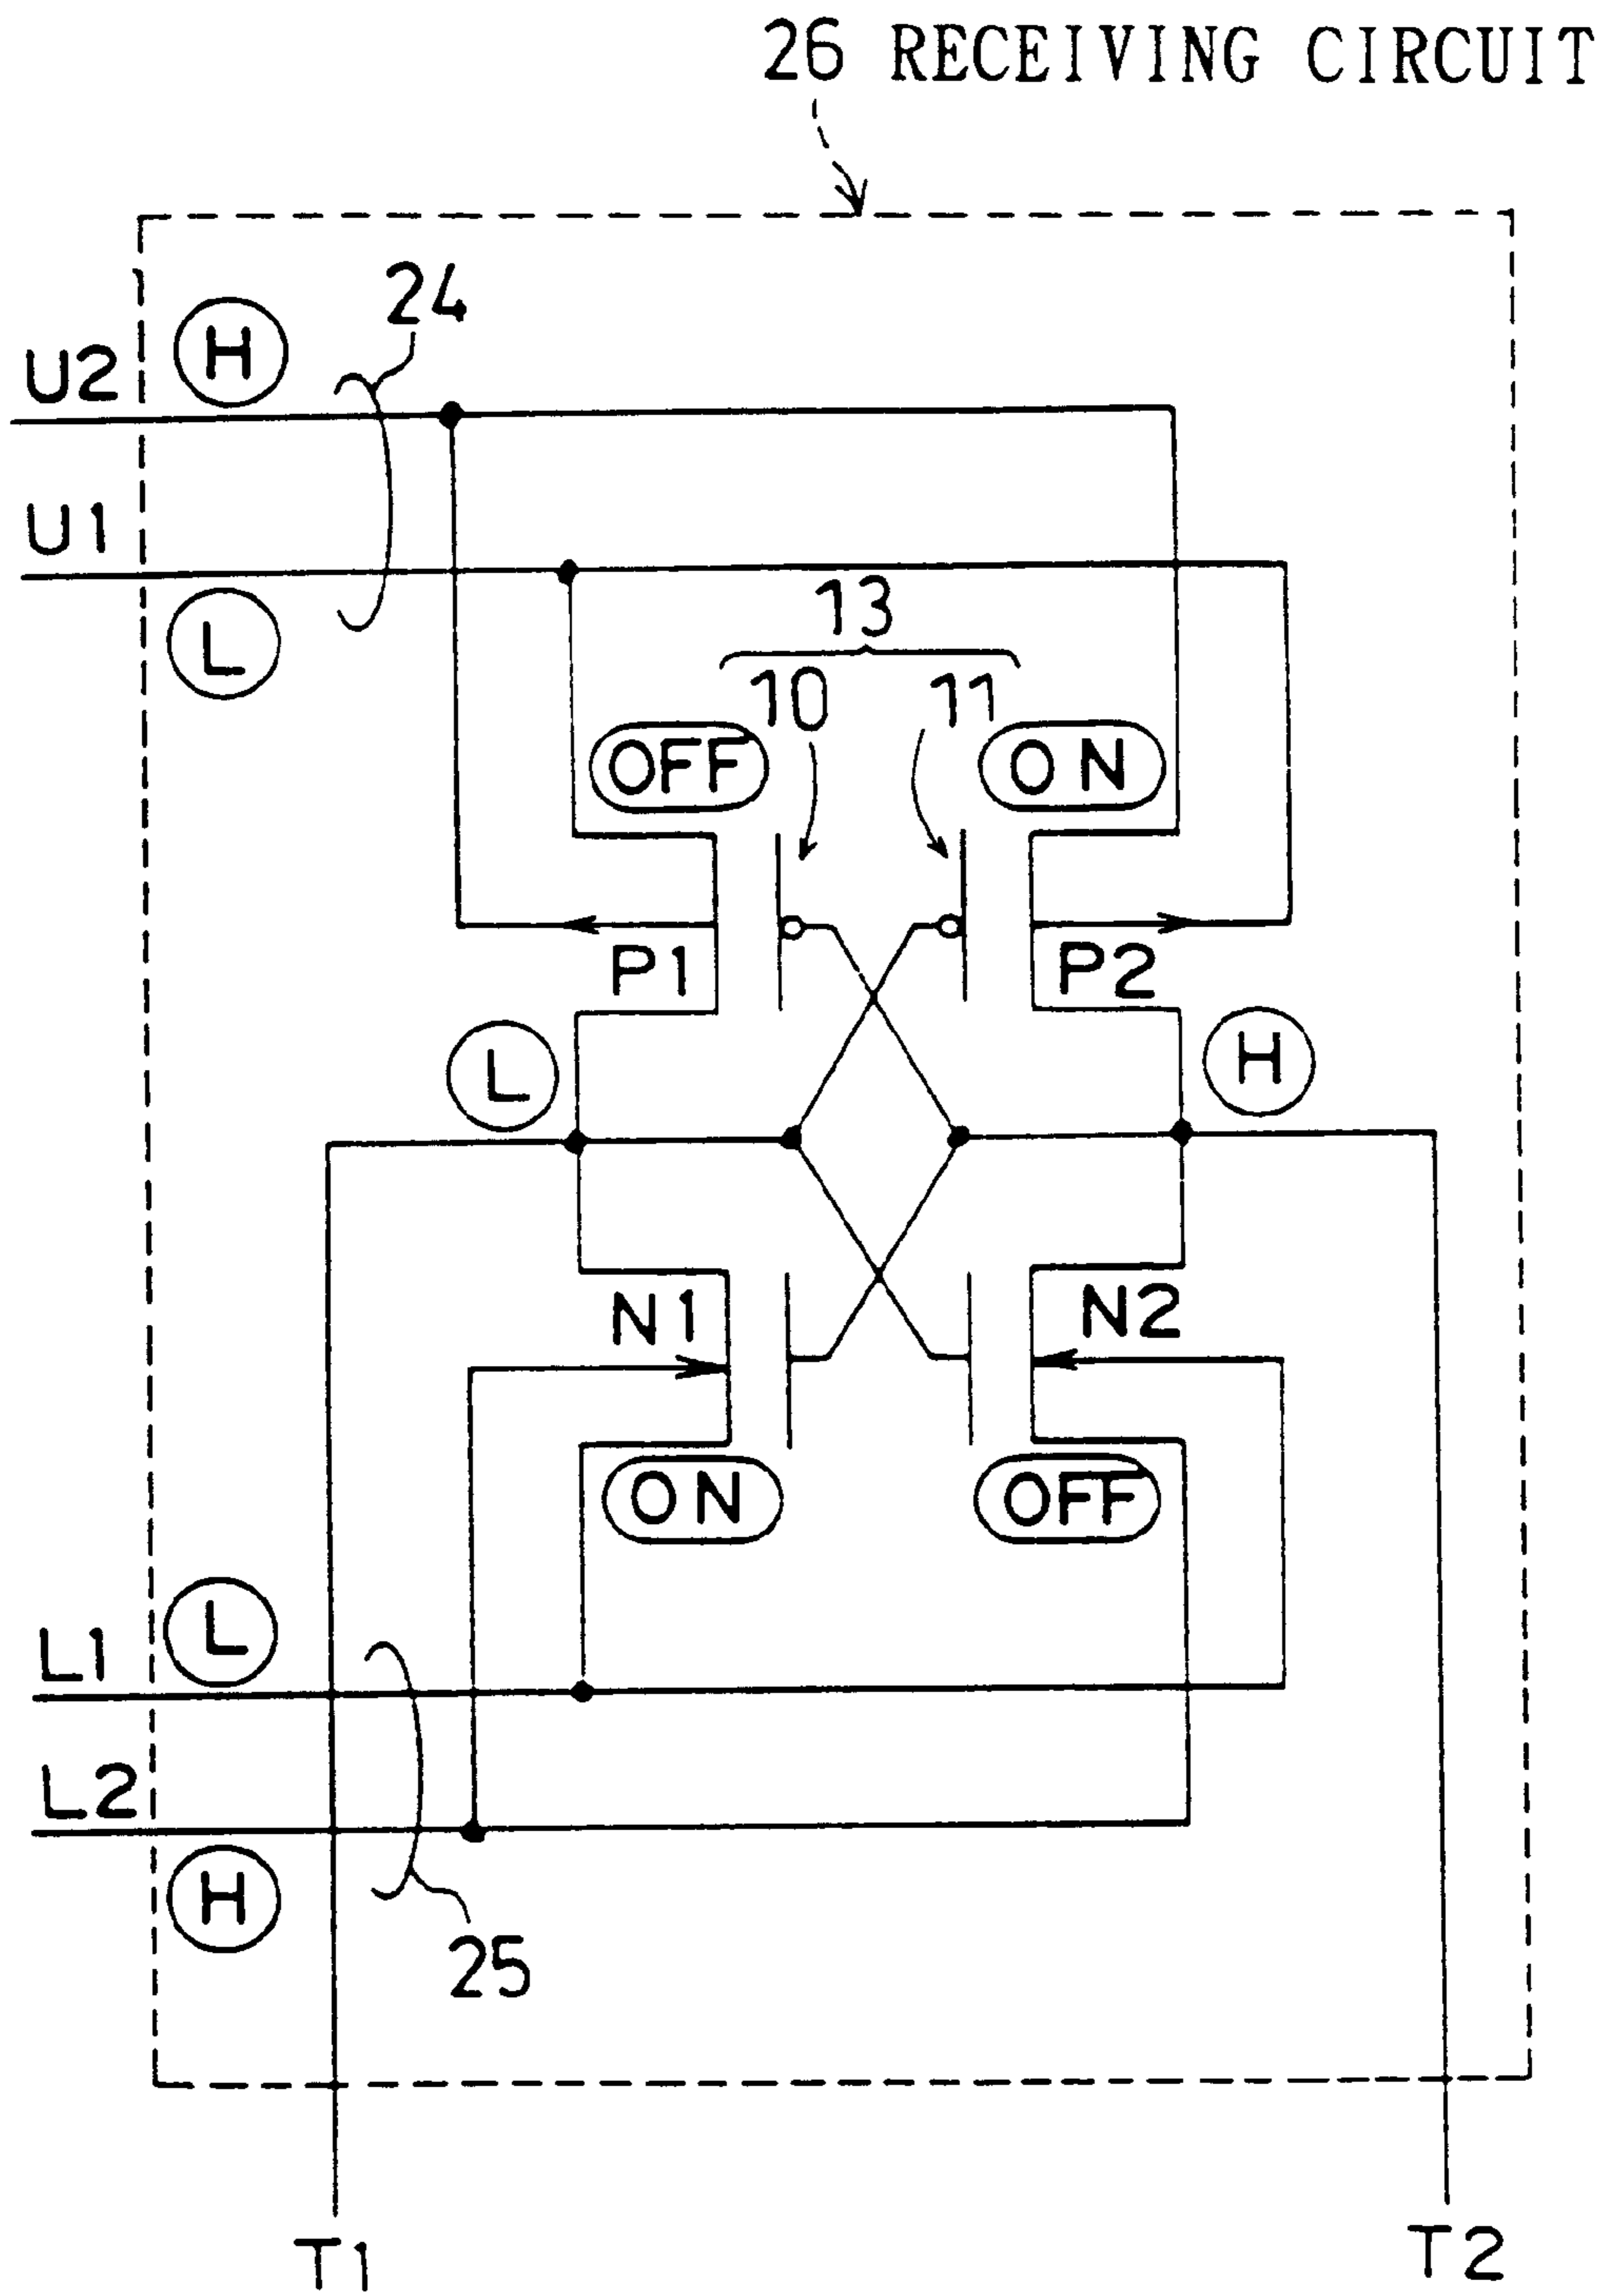 26 RECEIVING CIRCUIT
24
U2
H
U1
L
13
10
11
OFF
ON
P1
P2
L
H
N1
N2
ON
OFF
L1
L
L2
H
25
T1
T2